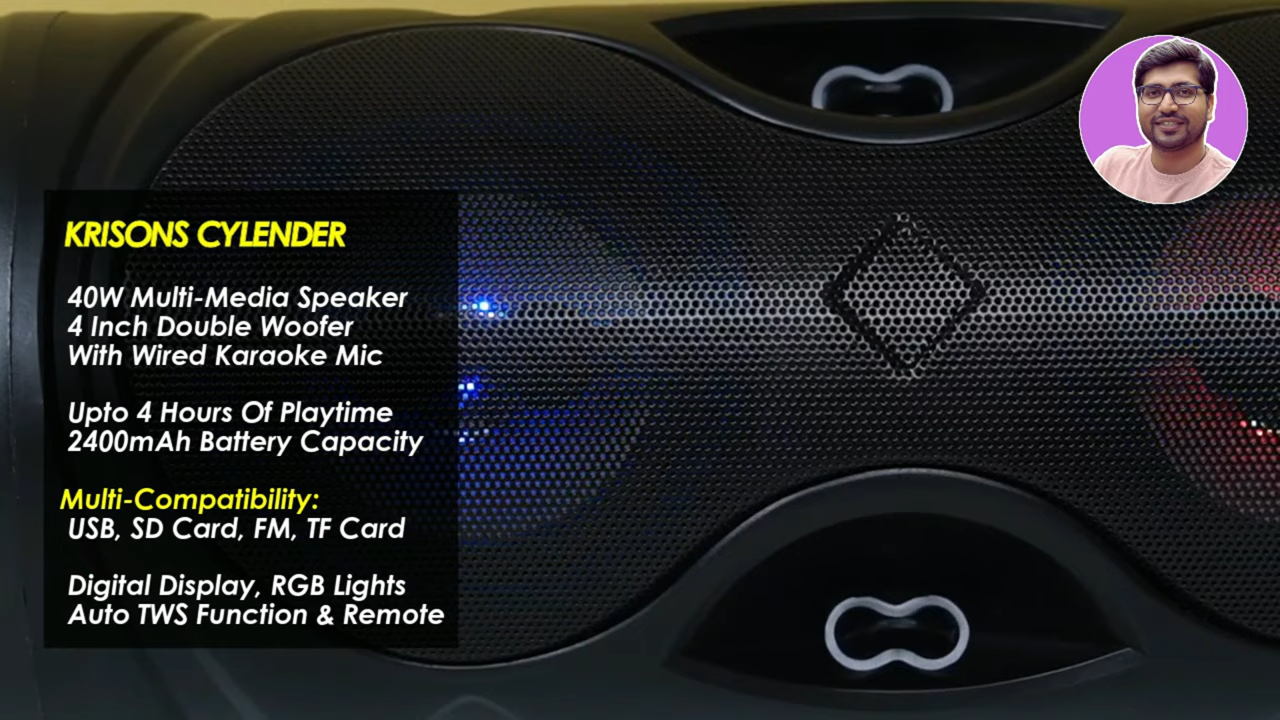 KRISONS CYLENDER
40W Multi-Media Speaker
4 Inch Double Woofer
With Wired Karaoke Mic
Upto 4 Hours Of Playtime
2400mAh Battery Capacity
Multi-Compatibility:
USB, SD Card, FM, TF Card
Digital Display, RGB Lights
Auto TWS Function & Remote